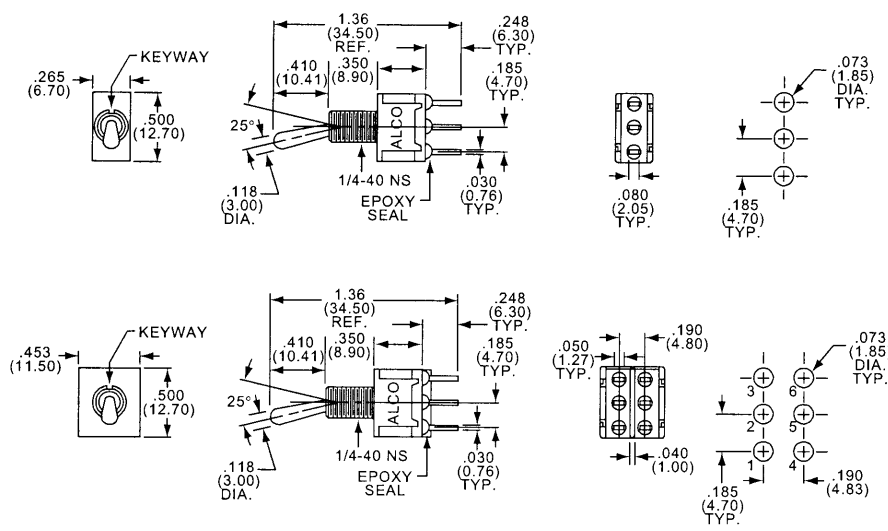 KEYWAY
.265
(6.70)
.500
(12.70)
1.36
(34.50)
REF.
.410
(10.41)
.350
(8.90)
.248
(6.30)
TYP.
.185
(4.70)
TYP.
25°
ALCO
.118
(3.00)
DIA.
1/4-40 NS
EPOXY
SEAL
.030
(0.76)
TYP.
.080
(2.05)
TYP.
.073
(1.85)
DIA.
TYP.
.185
(4.70)
TYP.
KEYWAY
.453
(11.50)
.500
(12.70)
1.36
(34.50)
REF.
.410
(10.41)
.350
(8.90)
.248
(6.30)
TYP.
.185
(4.70)
TYP.
25°
ALCO
.118
(3.00)
DIA.
1/4-40 NS
EPOXY
SEAL
.030
(0.76)
TYP.
.050
(1.27)
TYP.
.190
(4.80)
.040
(1.00)
.073
(1.85
DIA.
TYP.
3 6
2 5
1 4
.185
(4.70)
TYP.
.190
(4.83)